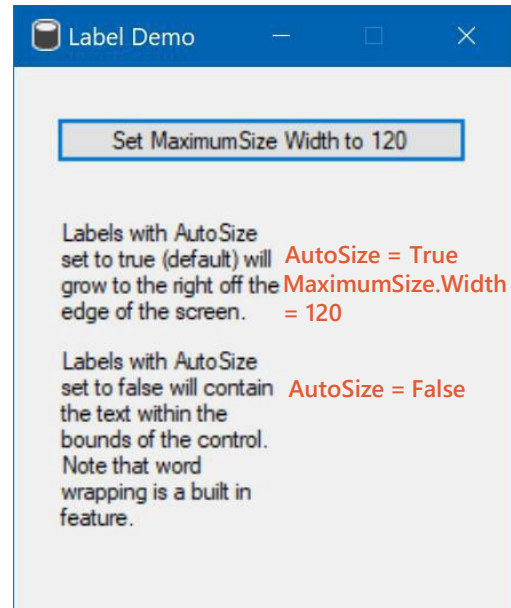 Label Demo
Set MaximumSize Width to 120
Labels with AutoSize
set to true (default) will
grow to the right off the
edge of the screen.
AutoSize = True
MaximumSize.Width
= 120
Labels with AutoSize
set to false will contain
the text within the
bounds of the control.
Note that word
wrapping is a built in
feature.
AutoSize = False